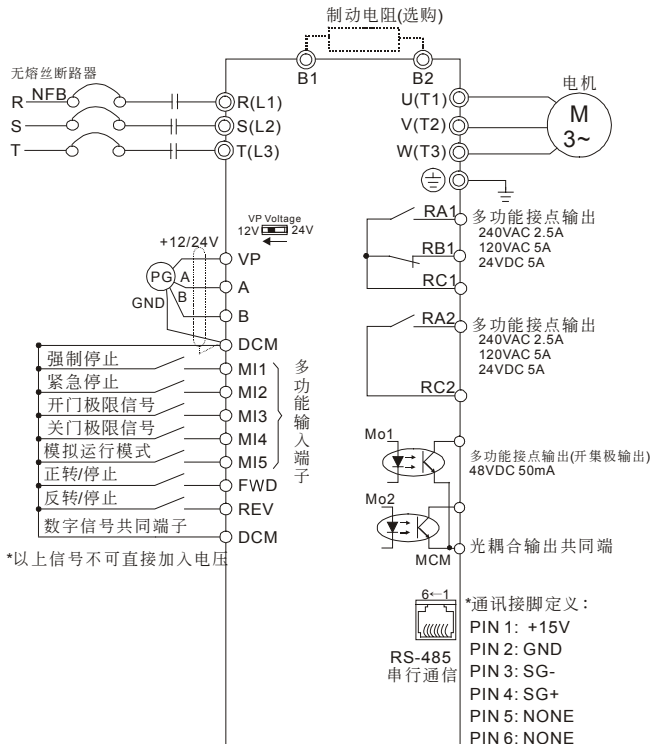 制动电阻(选购)
B1
B2
无熔丝断路器
NFB
R
S
T
R(L1)
S(L2)
T(L3)
电机
U(T1)
V(T2)
W(T3)
M
3~
VP Voltage
12V
24V
+12/24V
PG
A
B
GND
VP
A
B
DCM
强制停止
MI1
紧急停止
MI2
开门极限信号
MI3
关门极限信号
MI4
模拟运行模式
MI5
正转/停止
FWD
反转/停止
REV
数字信号共同端子
DCM
多功能输入端子
*以上信号不可直接加入电压
RA1
RB1
RC1
多功能接点输出
240VAC 2.5A
120VAC 5A
24VDC 5A
RA2
RC2
多功能接点输出
240VAC 2.5A
120VAC 5A
24VDC 5A
Mo1
多功能接点输出(开集极输出)
48VDC 50mA
Mo2
MCM
光耦合输出共同端
6←1
RS-485
串行通信
*通讯接脚定义：
PIN 1: +15V
PIN 2: GND
PIN 3: SG-
PIN 4: SG+
PIN 5: NONE
PIN 6: NONE